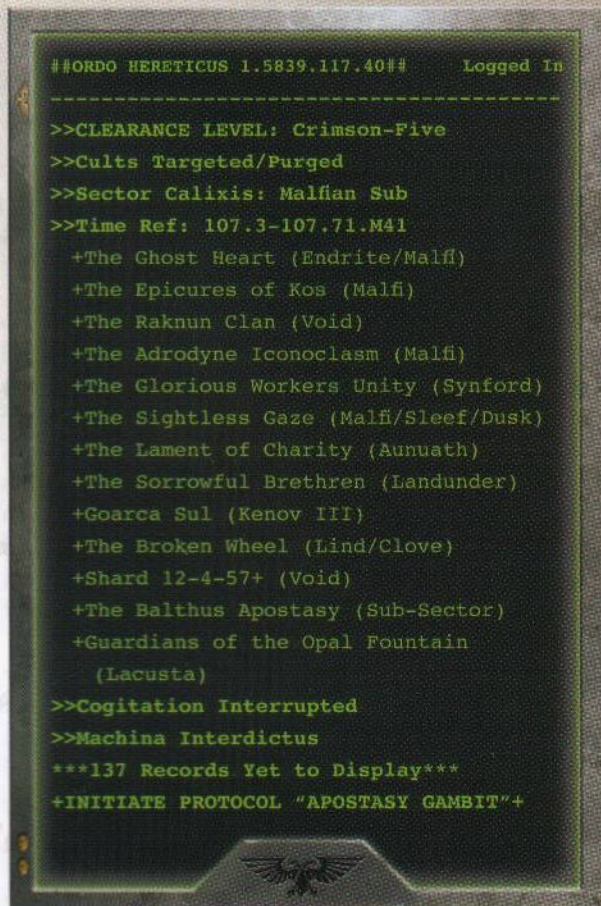 ##ORDO HERETICUS 1.5839.117.40## Logged In
>>CLEARANCE LEVEL: Crimson-Five
>>Cults Targeted/Purged
>>Sector Calixis: Malfian Sub
>>Time Ref: 107.3-107.71.M41
+The Ghost Heart (Endrite/Malfi)
+The Epicures of Kos (Malfi)
+The Raknun Clan (Void)
+The Adrodyne Iconoclasm (Malfi)
+The Glorious Workers Unity (Synford)
+The Sightless Gaze (Malfi/Sleef/Dusk)
+The Lament of Charity (Aunuath)
+The Sorrowful Brethren (Landunder)
+Goarca Sul (Kenov III)
+The Broken Wheel (Lind/Clove)
+Shard 12-4-57+ (Void)
+The Balthus Apostasy (Sub-Sector)
+Guardians of the Opal Fountain
(Lacusta)
>>Cogitation Interrupted
>>Machina Interdictus
***137 Records Yet to Display***
+INITIATE PROTOCOL “APOSTASY GAMBIT”+